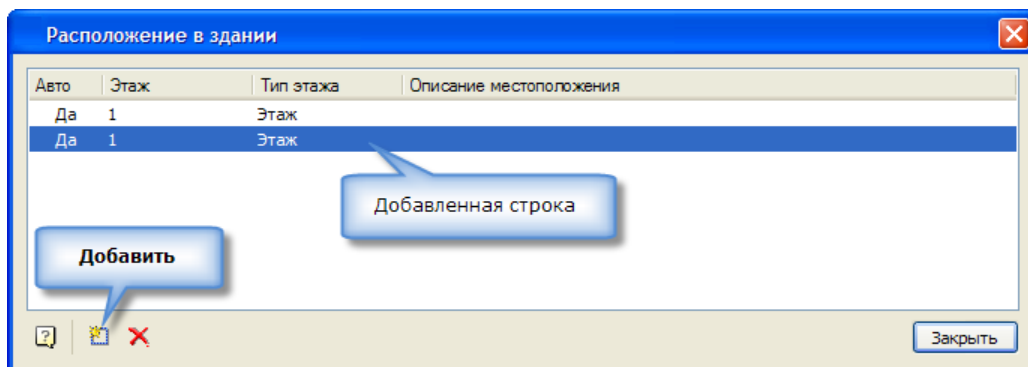 Расположение в здании
Авто Этаж Тип этажа Описание местоположения
Да 1 Этаж
Да 1 Этаж
Добавленная строка
Добавить
Закрыть